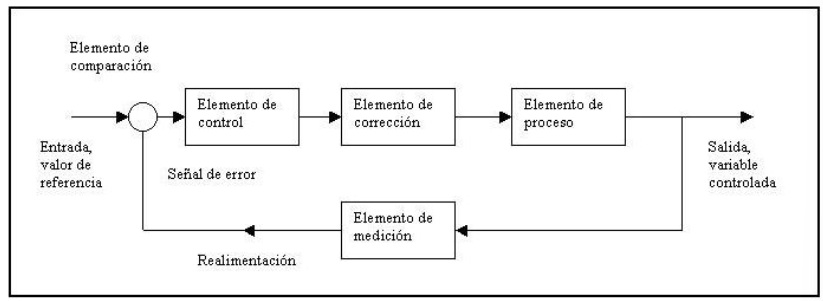 Elemento de
comparación
Elemento de
control
Elemento de
corrección
Elemento de
proceso
Entrada,
valor de
referencia
Señal de error
Salida,
variable
controlada
Elemento de
medición
Realimentación